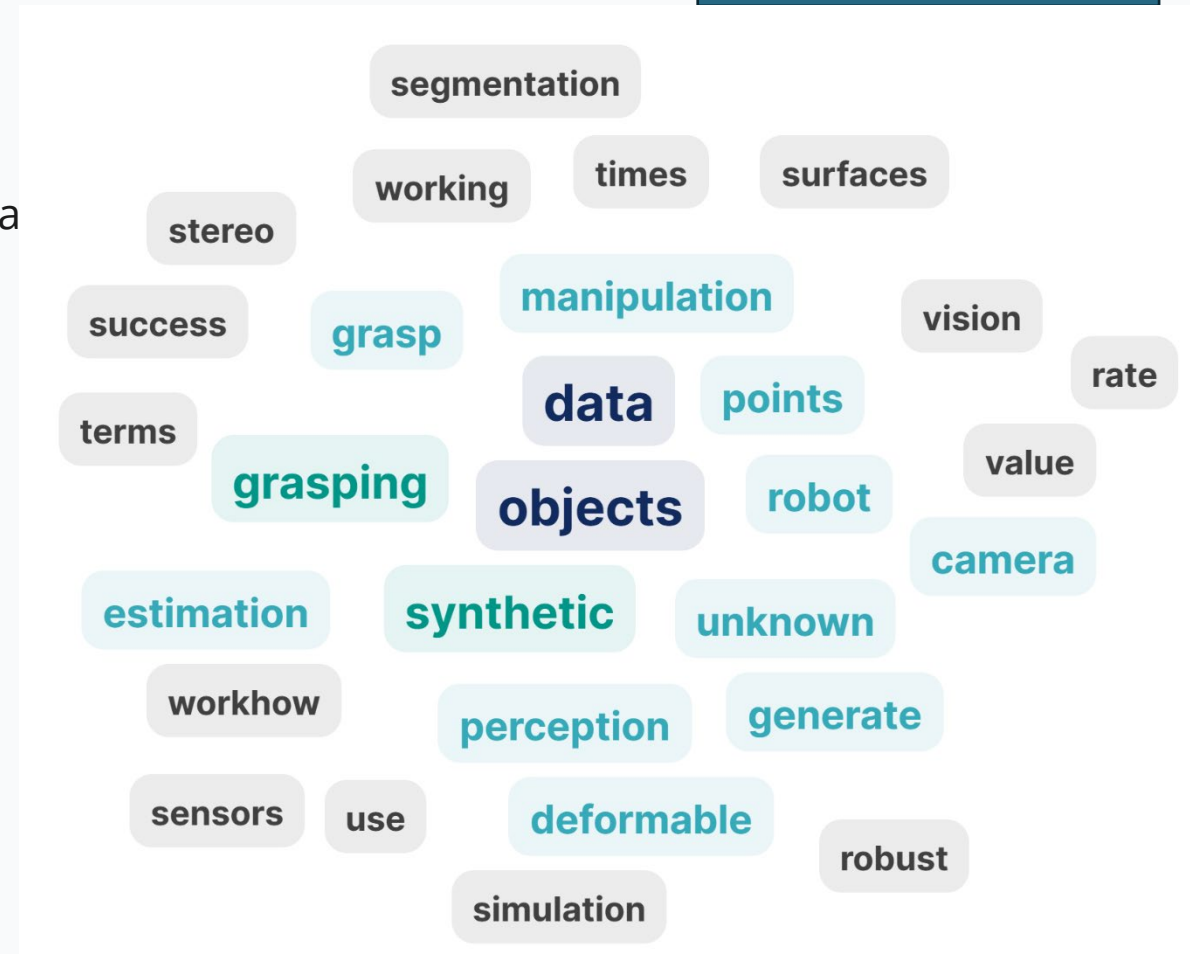 segmentation
working
times
surfaces
a
stereo
manipulation
vision
success
grasp
rate
data
points
terms
value
grasping
objects
robot
camera
estimation
synthetic
unknown
workhow
perception
generate
sensors
use
deformable
robust
simulation